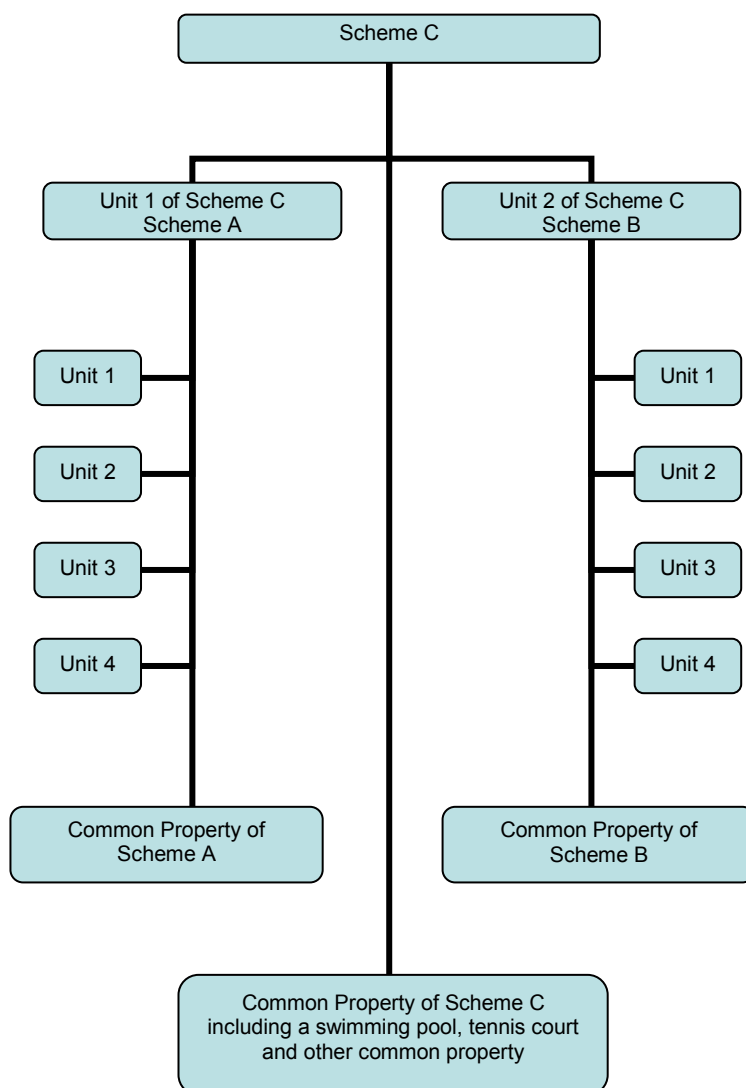 Scheme C
Unit 1 of Scheme C
Scheme A
Unit 2 of Scheme C
Scheme B
Unit 1
Unit 1
Unit 2
Unit 2
Unit 3
Unit 3
Unit 4
Unit 4
Common Property of
Scheme A
Common Property of
Scheme B
Common Property of Scheme C
including a swimming pool, tennis court
and other common property